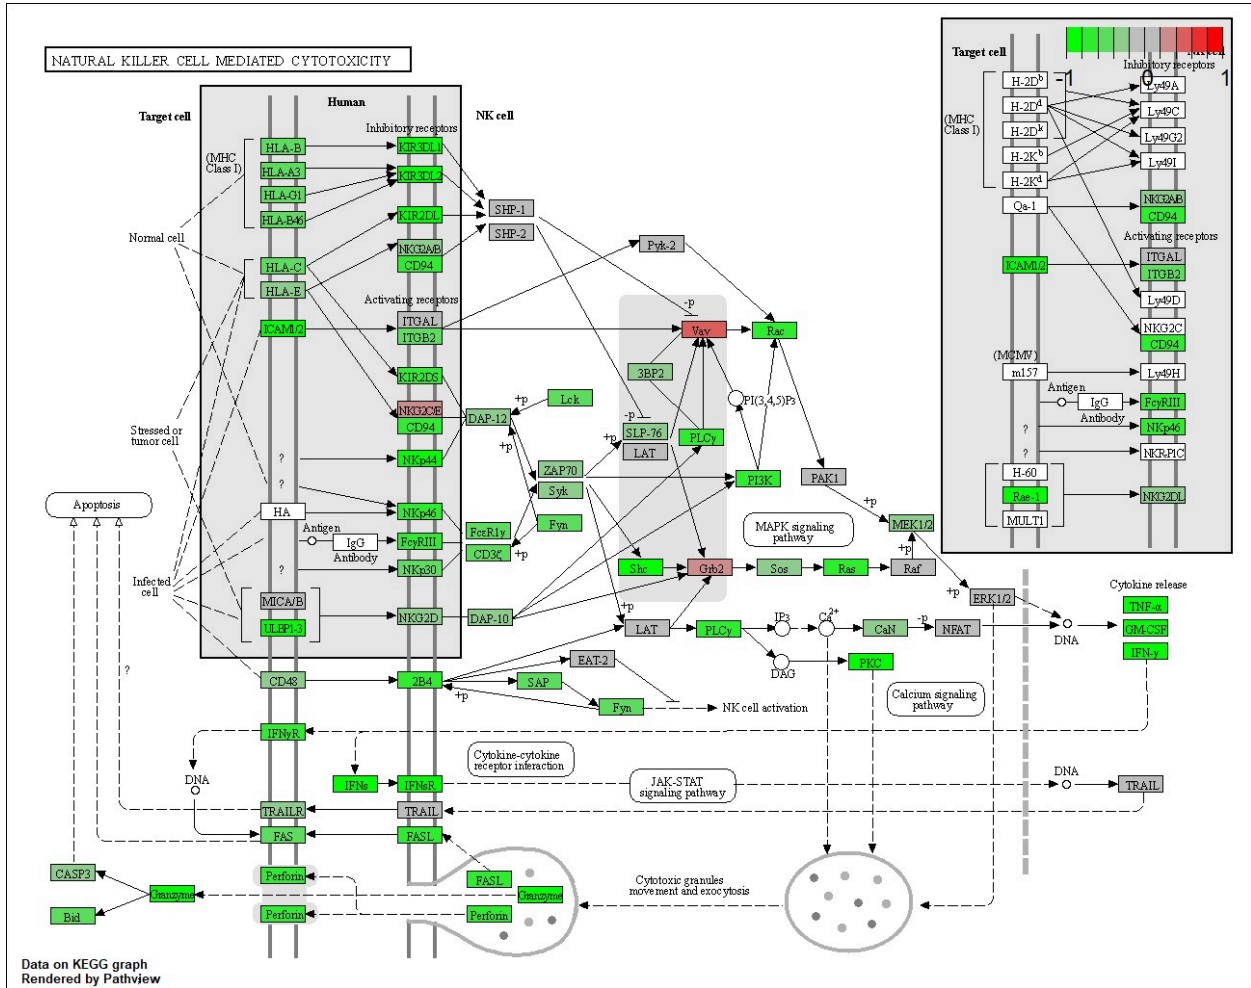 NATURAL KILLER CELL MEDIATED CYTOTOXICITY
Target cell
Human
NK cell
Inhibitory receptors
(MHC
Class I)
HLA-B
HLA-A3
HLA-G1
HLA-B46
HLA-C
HLA-E
ICAM1/2
KIR3DL1
KIR3DL2
KIR2DL
NKG2A/B
CD94
Activating receptors
ITGAL
ITGB2
KIR2DS
NKG2C/E
CD94
NKp44
NKp46
FcγRIII
NKp30
NKG2D
Normal cell
Stressed or
tumor cell
Infected
cell
Apoptosis
?
?
?
?
HA
Antigen
IgG
Antibody
MICA/B
ULBP1-3
CD48
2B4
SHP-1
SHP-2
Pyk-2
-p
Vav
Rac
3BP2
PI(3,4,5)P3
+p
Lck
DAP-12
+p
-p
SLP-76
LAT
+p
PLCγ
ZAP70
Syk
PI3K
PAK1
FcεR1γ
CD3ζ
Fyn
+p
+p
MEK1/2
MAPK signaling
pathway
+p
Shc
Grb2
Sos
Ras
Raf
DAP-10
+p
LAT
PLCγ
IP3
Ca2+
CaN
-p
NFAT
+p
ERK1/2
DNA
Cytokine release
TNF-α
GM-CSF
IFN-γ
DAG
PKC
EAT-2
SAP
+p
Fyn
NK cell activation
Calcium signaling
pathway
IFNγR
DNA
Cytokine-cytokine
receptor interaction
IFNs
IFNsR
JAK-STAT
signaling pathway
DNA
TRAIL
TRAILR
TRAIL
FAS
FASL
CASP3
Bid
Granzyme
Perforin
Perforin
FASL
Granzyme
Perforin
Cytotoxic granules
movement and exocytosis
Target cell
Inhibitory receptors
-1
0
1
(MHC
Class I)
H-2Db
H-2Dd
H-2Dk
H-2Kb
H-2Kd
Qa-1
ICAM1/2
Ly49A
Ly49C
Ly49G2
Ly49I
NKG2A/B
CD94
Activating receptors
ITGAL
ITGB2
Ly49D
NKG2C
CD94
(MCMV)
m157
Ly49H
Antigen
IgG
Antibody
FcγRIII
?
NKp46
?
NKR-P1C
H-60
Rae-1
MULT1
NKG2DL
Data on KEGG graph
Rendered by Pathview